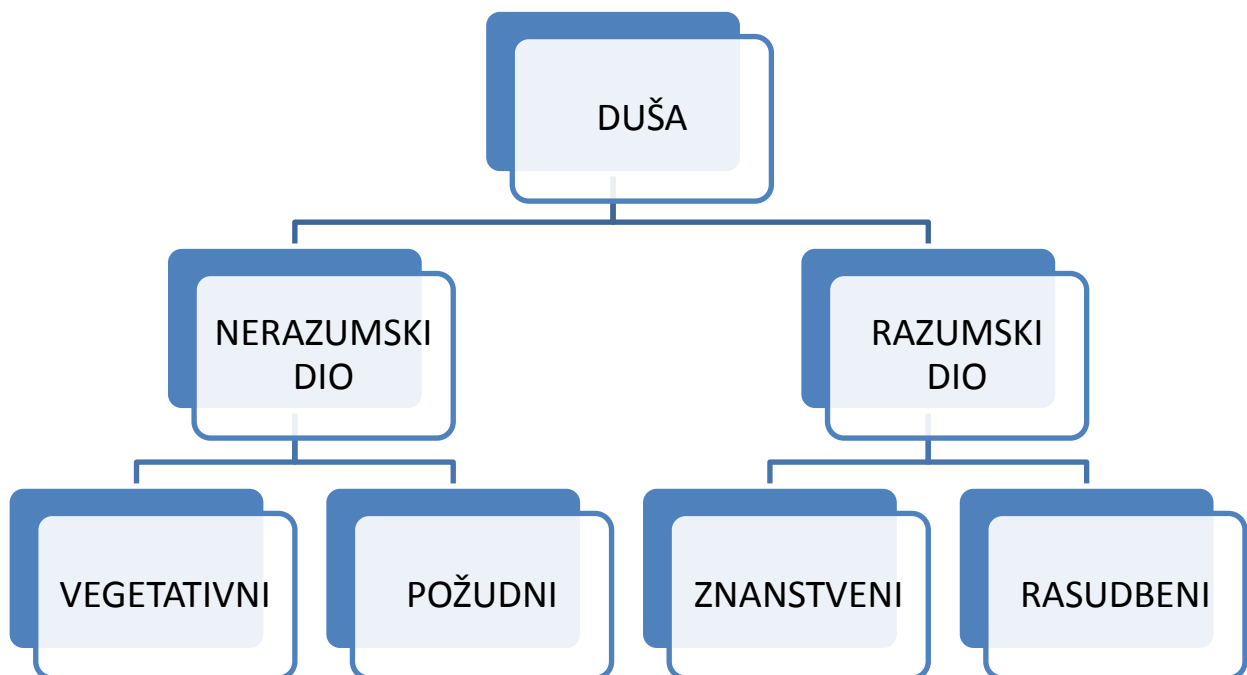 DUŠA
NERAZUMSKI
DIO
RAZUMSKI
DIO
VEGETATIVNI
POŽUDNI
ZNANSTVENI
RASUDBENI